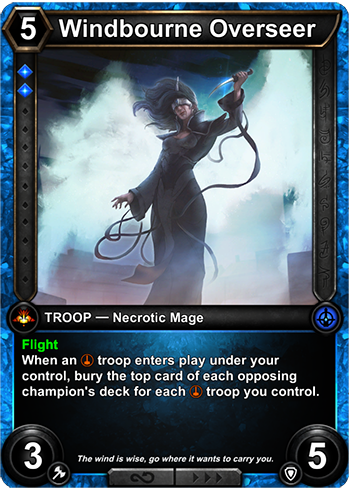 5 Windbourne Overseer
TROOP — Necrotic Mage
Flight
When an troop enters play under your
control, bury the top card of each opposing
champion's deck for each troop you control.
The wind is wise, go where it wants to carry you.
3
5